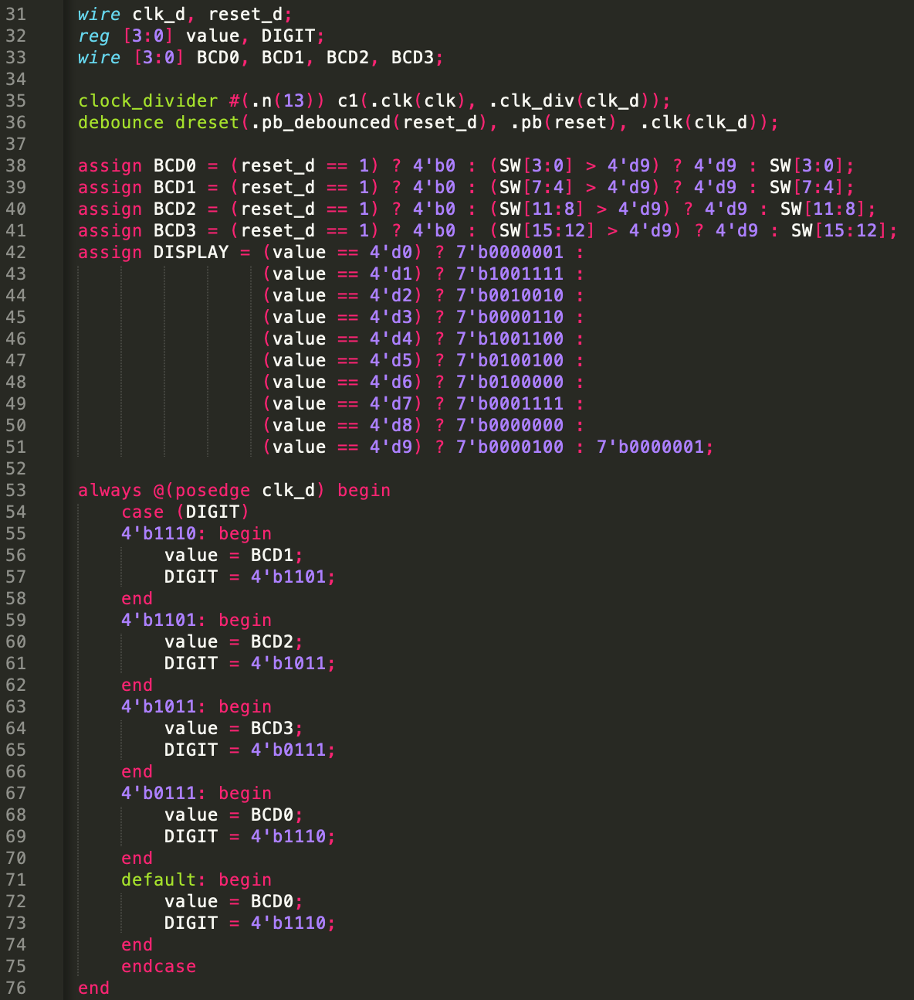 31 wire clk_d, reset_d;
32 reg [3:0] value, DIGIT;
33 wire [3:0] BCD0, BCD1, BCD2, BCD3;
34
35 clock_divider #(.n(13)) c1(.clk(clk), .clk_div(clk_d));
36 debounce dreset(.pb_debounced(reset_d), .pb(reset), .clk(clk_d));
37
38 assign BCD0 = (reset_d == 1) ? 4'b0 : (SW[3:0] > 4'd9) ? 4'd9 : SW[3:0];
39 assign BCD1 = (reset_d == 1) ? 4'b0 : (SW[7:4] > 4'd9) ? 4'd9 : SW[7:4];
40 assign BCD2 = (reset_d == 1) ? 4'b0 : (SW[11:8] > 4'd9) ? 4'd9 : SW[11:8];
41 assign BCD3 = (reset_d == 1) ? 4'b0 : (SW[15:12] > 4'd9) ? 4'd9 : SW[15:12];
42 assign DISPLAY = (value == 4'd0) ? 7'b0000001 :
43                  (value == 4'd1) ? 7'b1001111 :
44                  (value == 4'd2) ? 7'b0010010 :
45                  (value == 4'd3) ? 7'b0000110 :
46                  (value == 4'd4) ? 7'b1001100 :
47                  (value == 4'd5) ? 7'b0100100 :
48                  (value == 4'd6) ? 7'b0100000 :
49                  (value == 4'd7) ? 7'b0001111 :
50                  (value == 4'd8) ? 7'b0000000 :
51                  (value == 4'd9) ? 7'b0000100 : 7'b0000001;
52
53 always @(posedge clk_d) begin
54     case (DIGIT)
55     4'b1110: begin
56         value = BCD1;
57         DIGIT = 4'b1101;
58     end
59     4'b1101: begin
60         value = BCD2;
61         DIGIT = 4'b1011;
62     end
63     4'b1011: begin
64         value = BCD3;
65         DIGIT = 4'b0111;
66     end
67     4'b0111: begin
68         value = BCD0;
69         DIGIT = 4'b1110;
70     end
71     default: begin
72         value = BCD0;
73         DIGIT = 4'b1110;
74     end
75     endcase
76 end